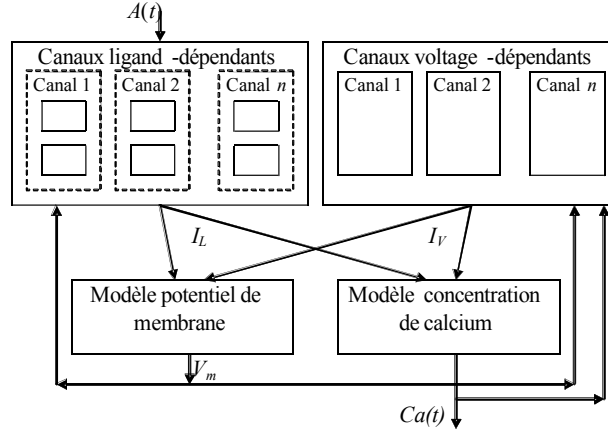 A(t)
Canaux ligand -dépendants
Canal 1
Canal 2
Canal n
Canaux voltage -dépendants
Canal 1
Canal 2
Canal n
I_L
I_V
Modèle potentiel de
membrane
Modèle concentration
de calcium
V_m
Ca(t)